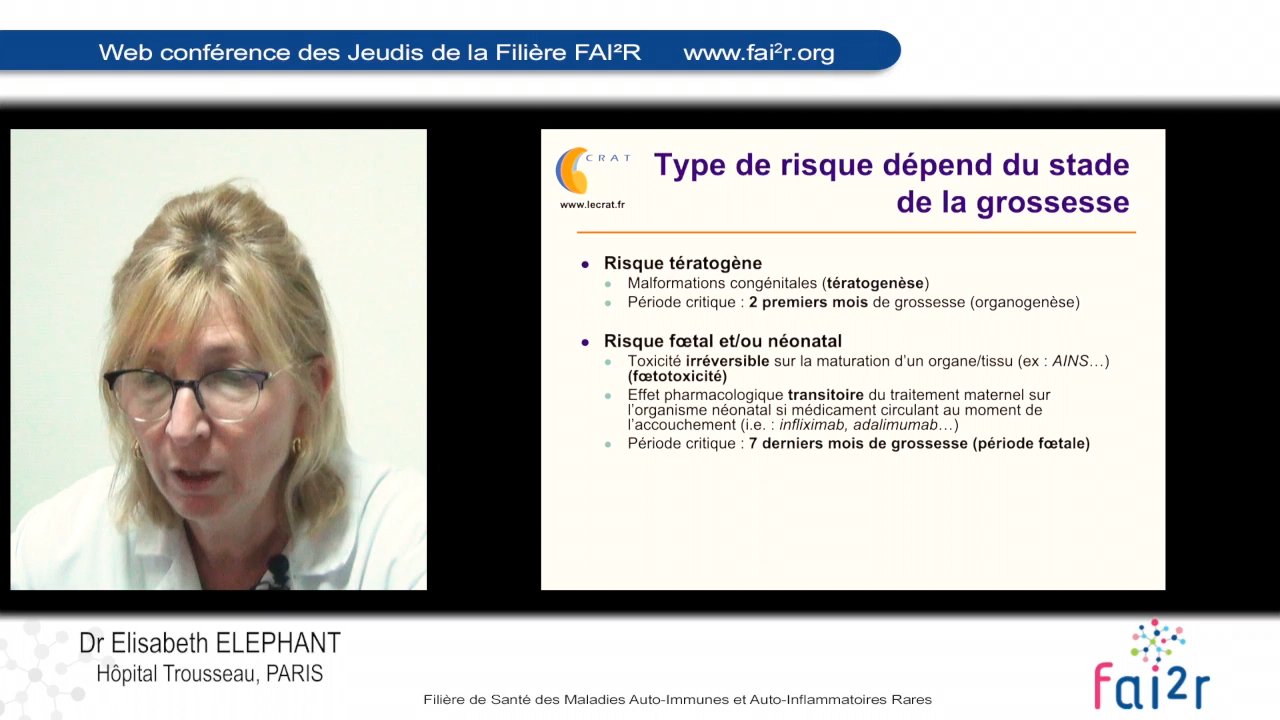 Web conférence des Jeudis de la Filière FAI²R www.fai²r.org
CRAT
www.lecrat.fr
Type de risque dépend du stade
de la grossesse
Risque tératogène
Malformations congénitales (tératogenèse)
Période critique : 2 premiers mois de grossesse (organogenèse)
Risque fœtal et/ou néonatal
Toxicité irréversible sur la maturation d'un organe/tissu (ex : AINS…)
(fœtotoxicité)
Effet pharmacologique transitoire du traitement maternel sur
l'organisme néonatal si médicament circulant au moment de
l'accouchement (i.e. : infliximab, adalimumab…)
Période critique : 7 derniers mois de grossesse (période fœtale)
Dr Elisabeth ELEPHANT
Hôpital Trousseau, PARIS
fai2r
Filière de Santé des Maladies Auto-Immunes et Auto-Inflammatoires Rares